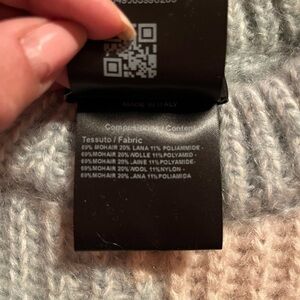 MADE IN ITALY
Composizione / Content
Tessuto / Fabric
69% MOHAIR 20% LANA 11% POLIAMMIDE -
69%MOHAIR 20% WOLLE 11%POLYAMID -
69%MOHAIR 20% LAINE 11%POLYAMIDE -
69%MOHAIR 20% WOOL 11%NYLON -
69%MOHAIR 20% LANA 11%POLIAMIDA